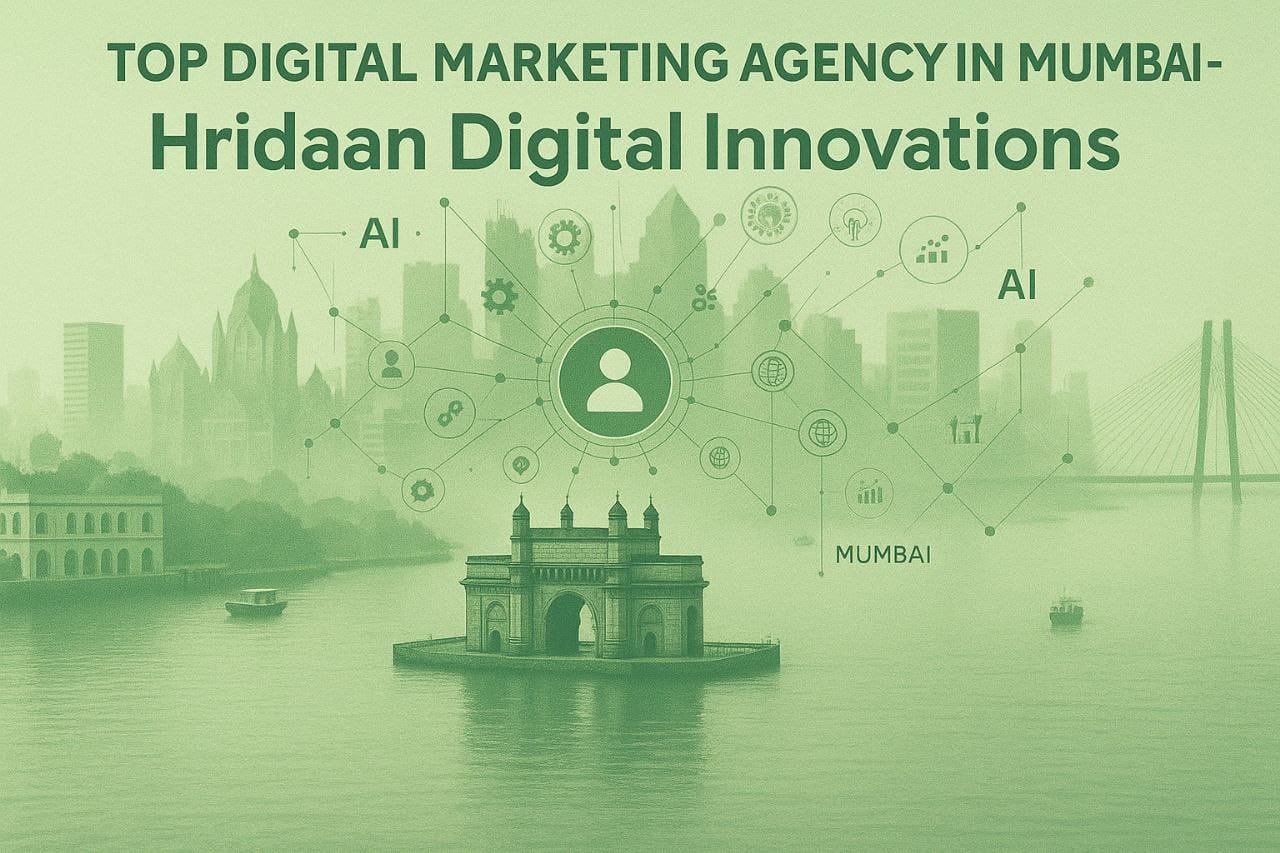 TOP DIGITAL MARKETING AGENCY IN MUMBAI-
Hridaan Digital Innovations
AI
AI
MUMBAI